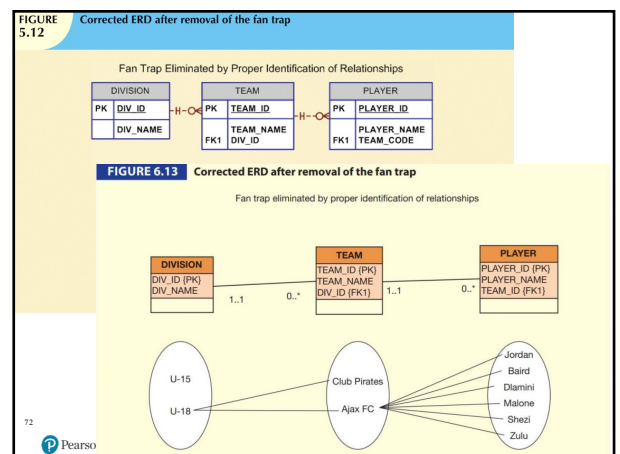 FIGURE 5.12
Corrected ERD after removal of the fan trap
Fan Trap Eliminated by Proper Identification of Relationships
DIVISION
PK DIV_ID
DIV_NAME
TEAM
PK TEAM_ID
TEAM_NAME
FK1 DIV_ID
PLAYER
PK PLAYER_ID
PLAYER_NAME
FK1 TEAM_CODE
FIGURE 6.13 Corrected ERD after removal of the fan trap
Fan trap eliminated by proper identification of relationships
DIVISION
DIV_ID {PK}
DIV_NAME
1..1
0..*
TEAM
TEAM_ID {PK}
TEAM_NAME
DIV_ID {FK1}
1..1
0..*
PLAYER
PLAYER_ID {PK}
PLAYER_NAME
TEAM_ID {FK1}
U-15
U-18
Club Pirates
Ajax FC
Jordan
Baird
Dlamini
Malone
Shezi
Zulu
72
P Pearso